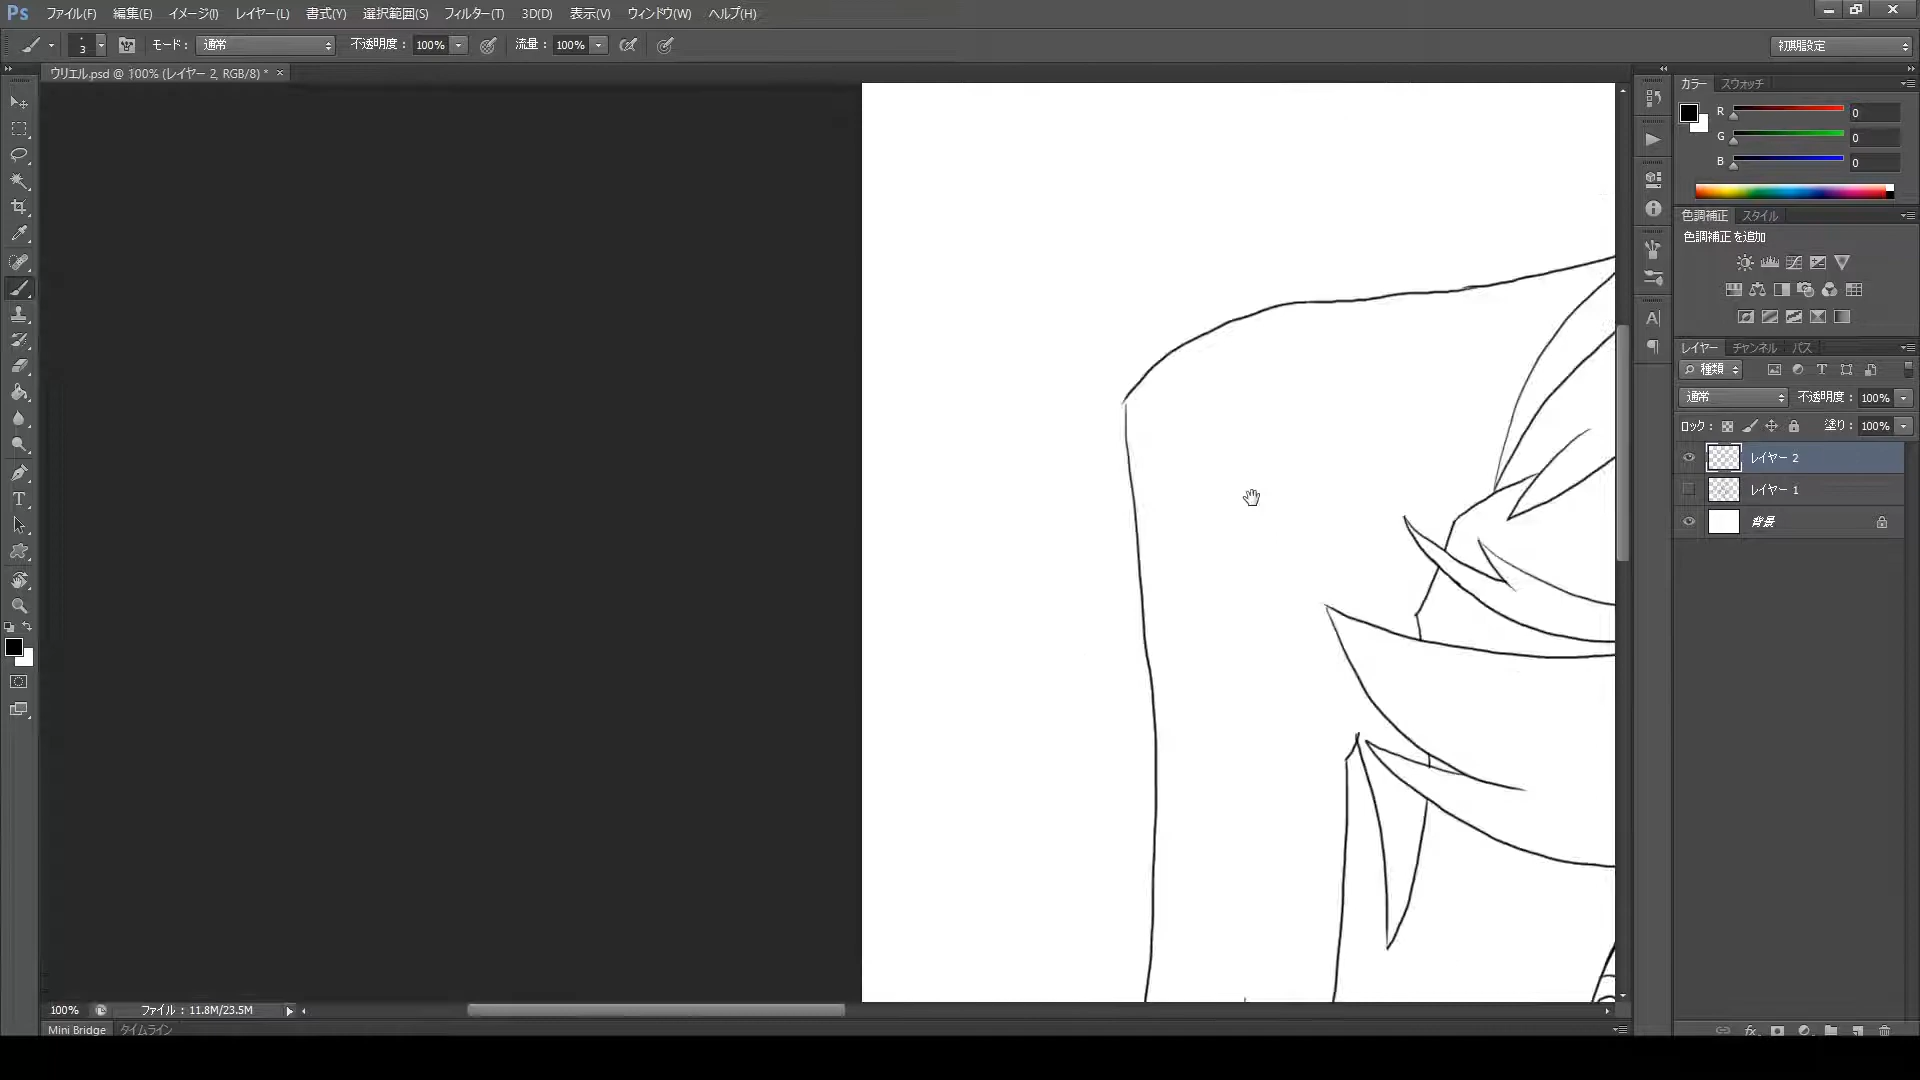 Ps ファイル(F) 編集(E) イメージ(I) レイヤー(L) 書式(Y) 選択範囲(S) フィルター(T) 3D(D) 表示(V) ウィンドウ(W) ヘルプ(H)
3 モード： 通常 不透明度： 100% 流量： 100% 初期設定
ウリエル.psd @ 100% (レイヤー 2, RGB/8) * ×
カラー スウォッチ
R 0
G 0
B 0
色調補正 スタイル
色調補正を追加
レイヤー チャンネル パス
種類
通常 不透明度： 100%
ロック： 塗り： 100%
レイヤー 2
レイヤー 1
背景
100% ファイル：11.8M/23.5M
Mini Bridge タイムライン